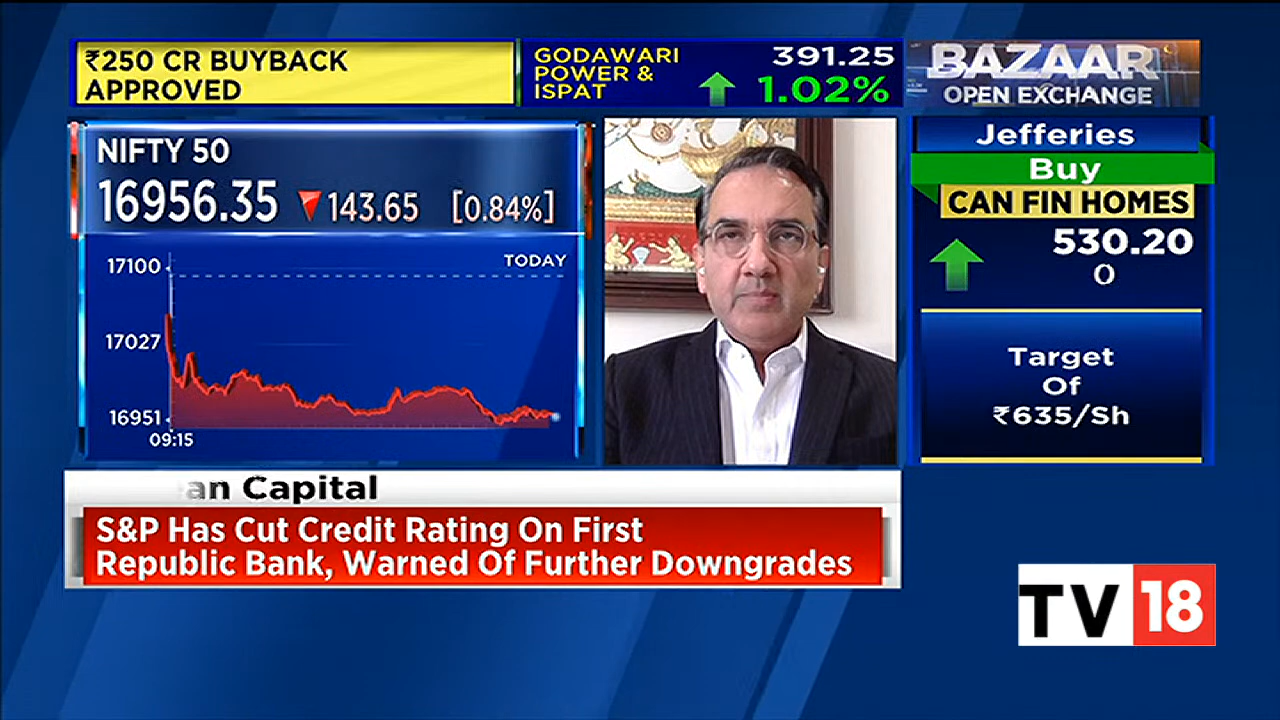 ₹250 CR BUYBACK
APPROVED
GODAWARI
POWER &
ISPAT
391.25
1.02%
BAZAAR
OPEN EXCHANGE
NIFTY 50
16956.35 143.65 [0.84%]
TODAY
17100
17027
16951
09:15
Jefferies
Buy
CAN FIN HOMES
530.20
0
Target
Of
₹635/Sh
an Capital
S&P Has Cut Credit Rating On First
Republic Bank, Warned Of Further Downgrades
TV 18